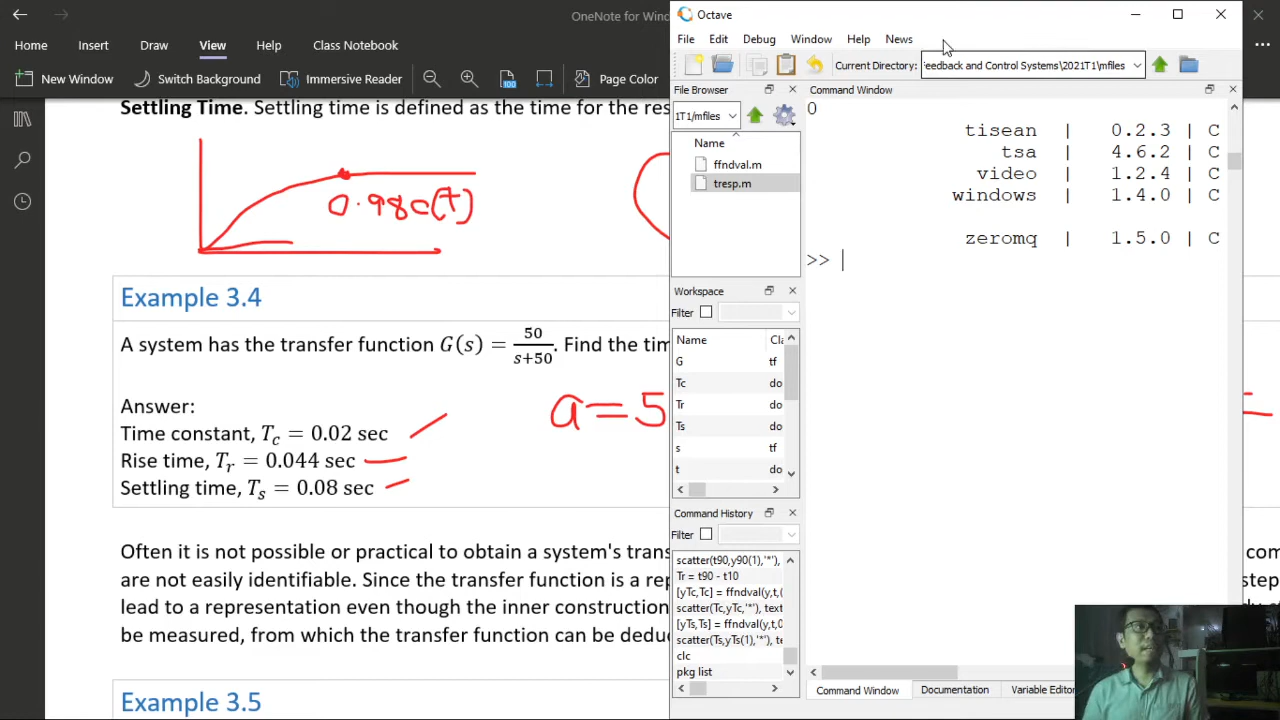 OneNote for Win
Home Insert Draw View Help Class Notebook
New Window Switch Background Immersive Reader Page Color
Settling Time. Settling time is defined as the time for the res
0.98c(t)
Example 3.4
A system has the transfer function G(s) = 50/(s+50). Find the tim
Answer:
a=5
Time constant, Tc = 0.02 sec
Rise time, Tr = 0.044 sec
Settling time, Ts = 0.08 sec
Often it is not possible or practical to obtain a system's trans
are not easily identifiable. Since the transfer function is a rep
lead to a representation even though the inner construction
be measured, from which the transfer function can be dedu
Example 3.5
com
step
Octave
File Edit Debug Window Help News
Current Directory: eedback and Control Systems\2021T1\mfiles
File Browser
1T1/mfiles
Name
ffndval.m
tresp.m
Workspace
Filter
Name Cla
G tf
Tc do
Tr do
Ts do
s tf
t do
Command History
Filter
scatter(t90,y90(1),'*'),
Tr = t90 - t10
[yTc,Tc] = ffndval(y,t,(
scatter(Tc,yTc,'*'), text
[yTs,Ts] = ffndval(y,t,0
scatter(Ts,yTs(1),'*'), te
clc
pkg list
Command Window
0
tisean | 0.2.3 | C
tsa | 4.6.2 | C
video | 1.2.4 | C
windows | 1.4.0 | C
zeromq | 1.5.0 | C
>>
Command Window Documentation Variable Editor